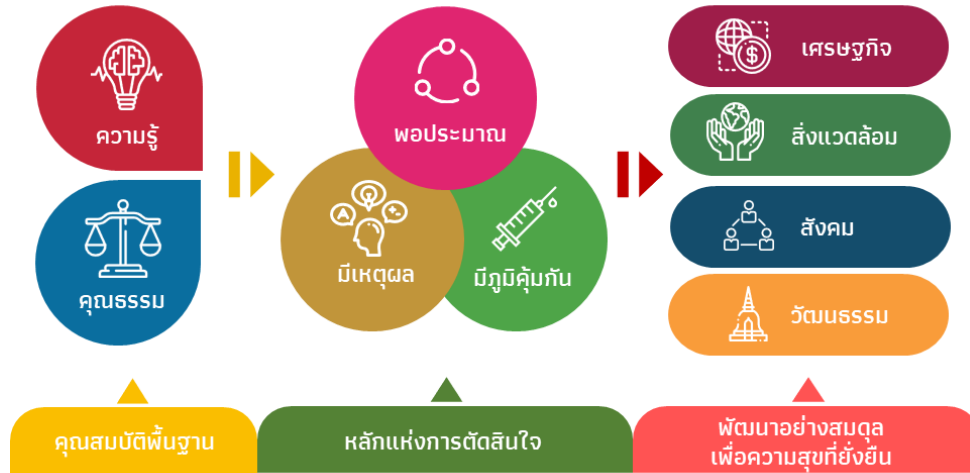 ความรู้
คุณธรรม
พอประมาณ
มีเหตุผล
มีภูมิคุ้มกัน
เศรษฐกิจ
สิ่งแวดล้อม
สังคม
วัฒนธรรม
คุณสมบัติพื้นฐาน
หลักแห่งการตัดสินใจ
พัฒนาอย่างสมดุล
เพื่อความสุขที่ยั่งยืน